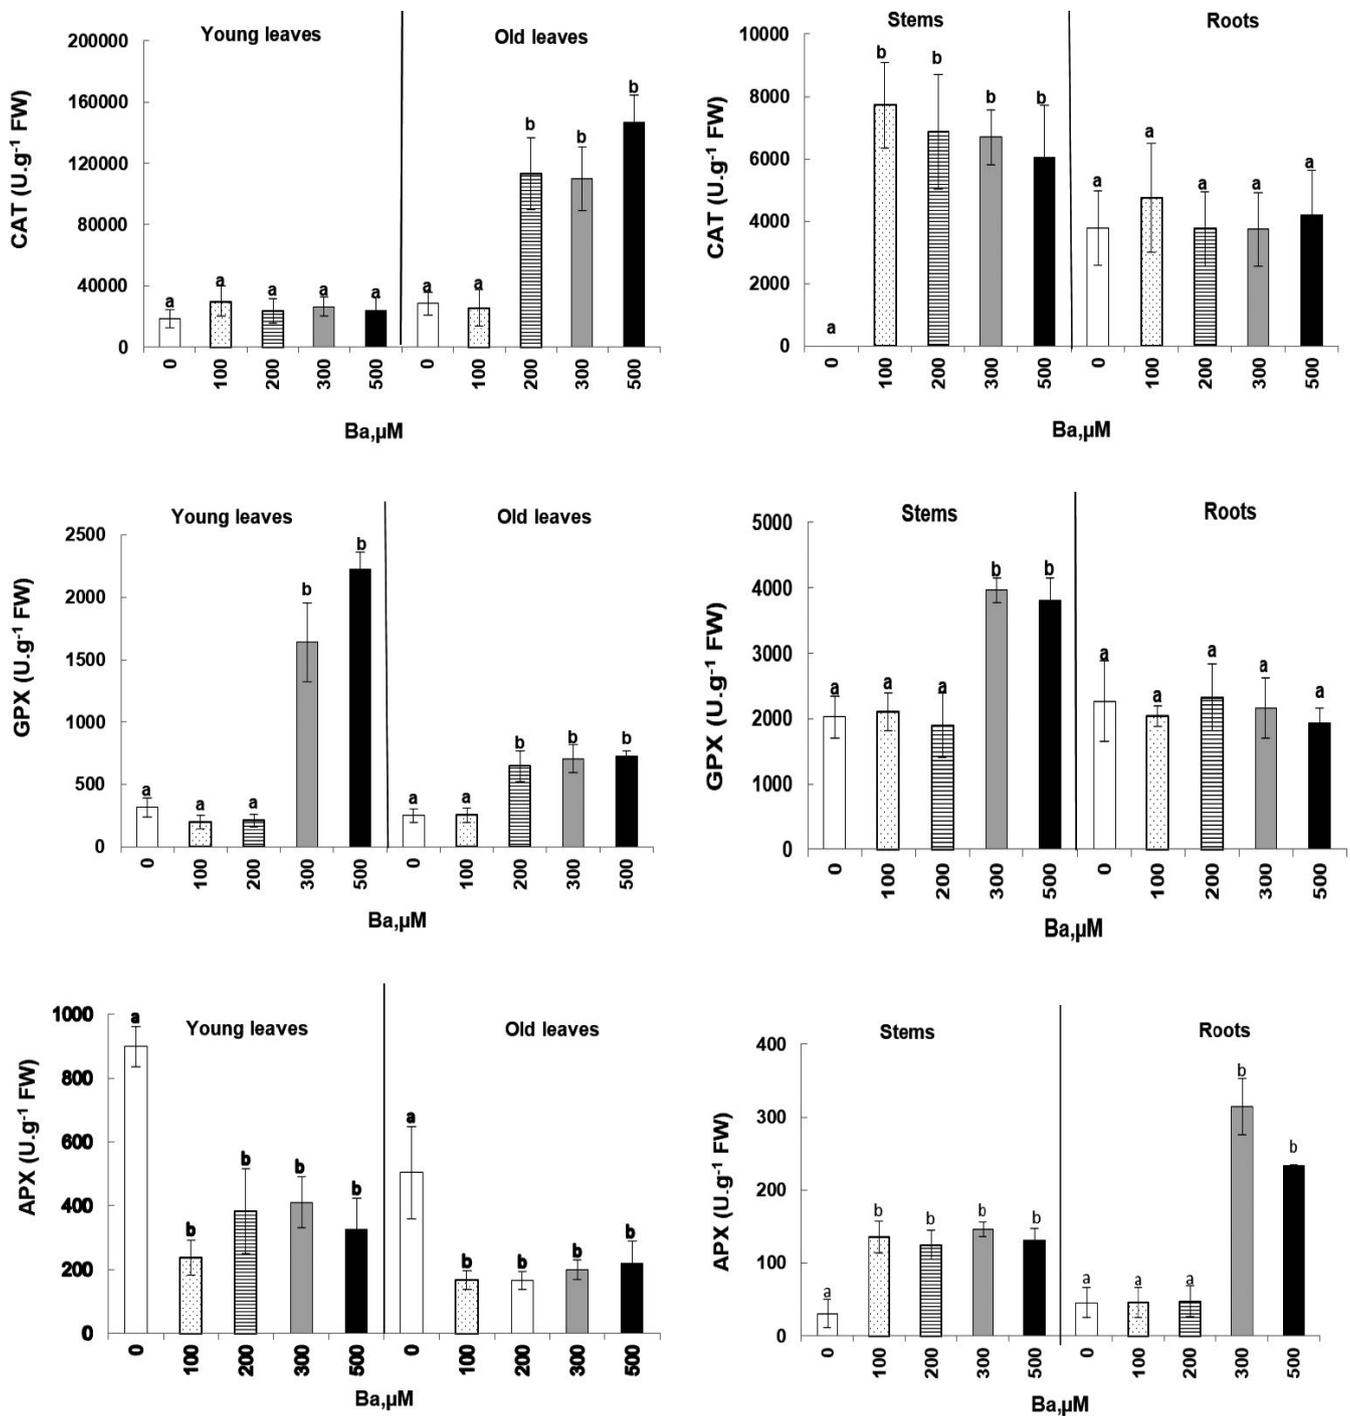 Young leaves
Old leaves
CAT (U.g-1 FW)
200000
160000
120000
80000
40000
0
a
a
a
a
a
a
a
b
b
b
0
100
200
300
500
0
100
200
300
500
Ba,µM
Stems
Roots
CAT (U.g-1 FW)
10000
8000
6000
4000
2000
0
a
b
b
b
b
a
a
a
a
a
0
100
200
300
500
0
100
200
300
500
Ba,µM
Young leaves
Old leaves
GPX (U.g-1 FW)
2500
2000
1500
1000
500
0
a
a
a
b
b
a
a
b
b
b
0
100
200
300
500
0
100
200
300
500
Ba,µM
Stems
Roots
GPX (U.g-1 FW)
5000
4000
3000
2000
1000
0
a
a
a
b
b
a
a
a
a
a
0
100
200
300
500
0
100
200
300
500
Ba,µM
Young leaves
Old leaves
APX (U.g-1 FW)
1000
800
600
400
200
0
a
b
b
b
b
a
b
b
b
b
0
100
200
300
500
0
100
200
300
500
Ba,µM
Stems
Roots
APX (U.g-1 FW)
400
300
200
100
0
a
b
b
b
b
a
a
a
b
b
0
100
200
300
500
0
100
200
300
500
Ba,µM